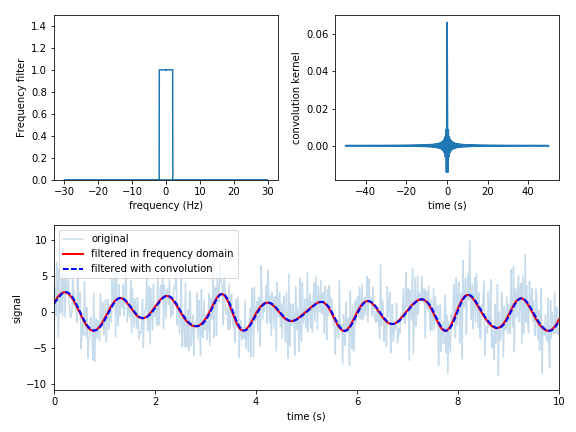 1.4
1.2
1.0
0.8
0.6
0.4
0.2
0.0
Frequency filter
−30 −20 −10 0 10 20 30
frequency (Hz)
0.06
0.04
0.02
0.00
convolution kernel
−40 −20 0 20 40
time (s)
10
5
0
−5
−10
signal
original
filtered in frequency domain
filtered with convolution
0 2 4 6 8 10
time (s)